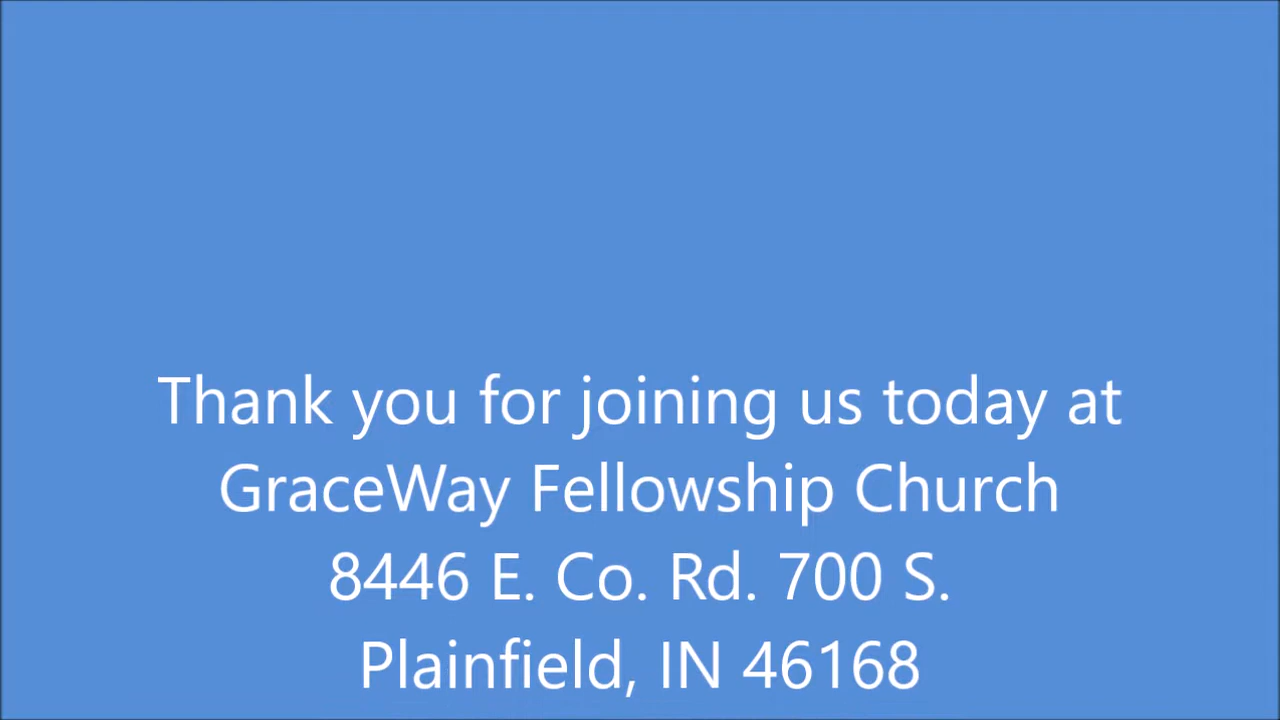 Thank you for joining us today at
GraceWay Fellowship Church
8446 E. Co. Rd. 700 S.
Plainfield, IN 46168